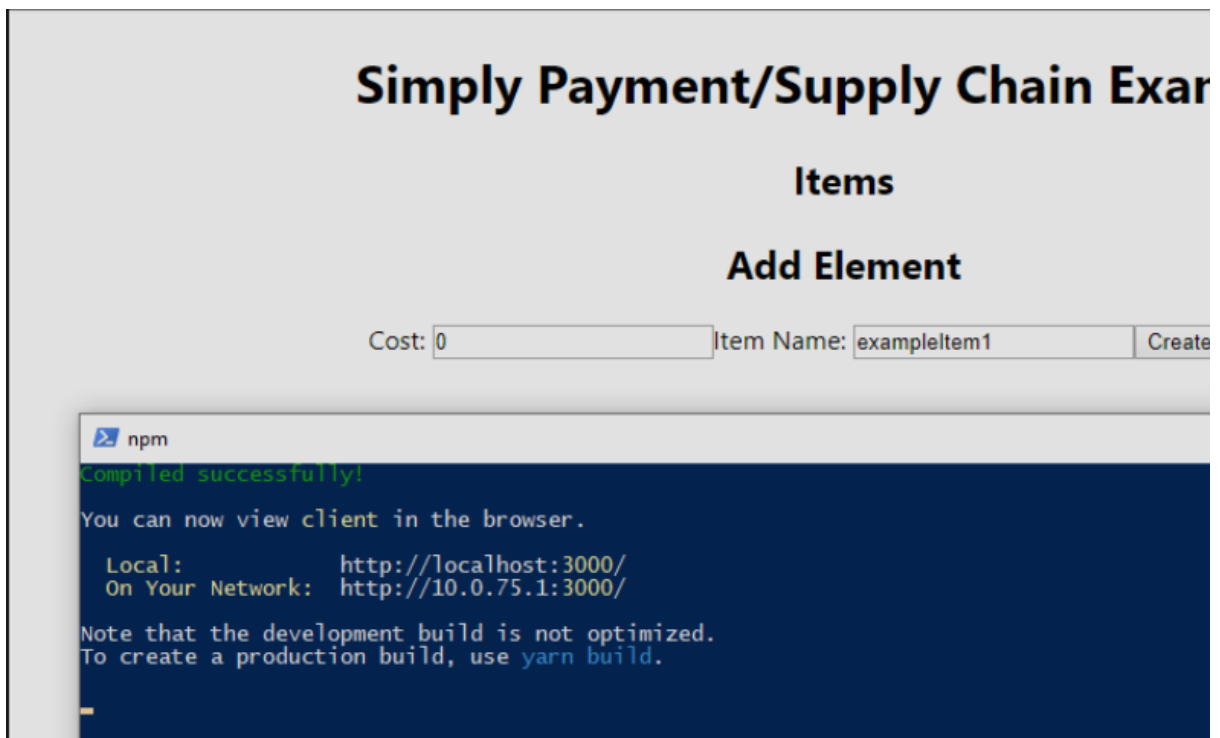 Simply Payment/Supply Chain Exam
Items
Add Element
Cost: 0 Item Name: exampleItem1 Create
npm
Compiled successfully!
You can now view client in the browser.
Local: http://localhost:3000/
On Your Network: http://10.0.75.1:3000/
Note that the development build is not optimized.
To create a production build, use yarn build.